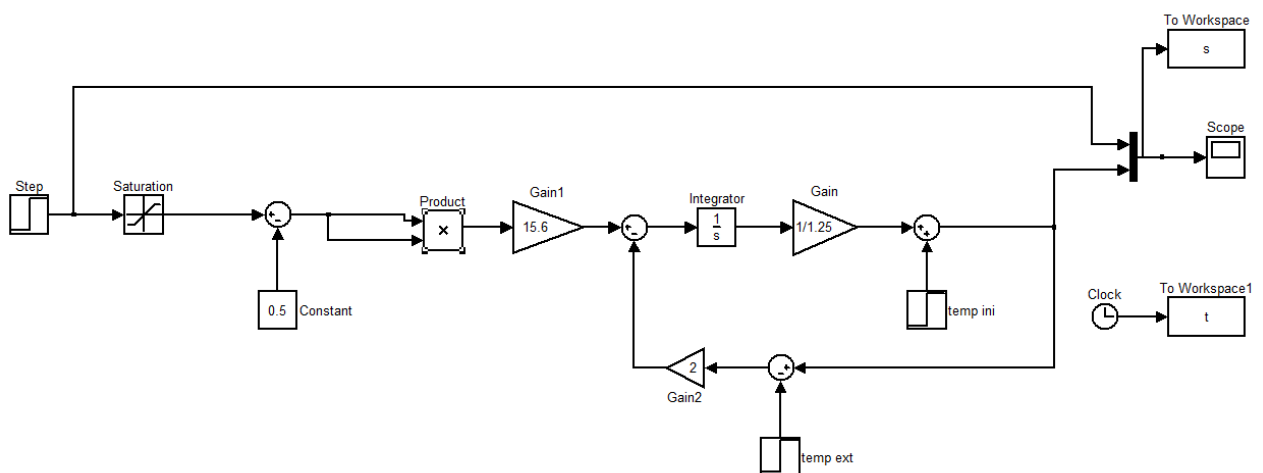 To Workspace
s
Scope
Step
Saturation
Product
×
Gain1
15.6
Integrator
1
s
Gain
1/1.25
0.5
Constant
temp ini
Clock
To Workspace1
t
2
Gain2
temp ext